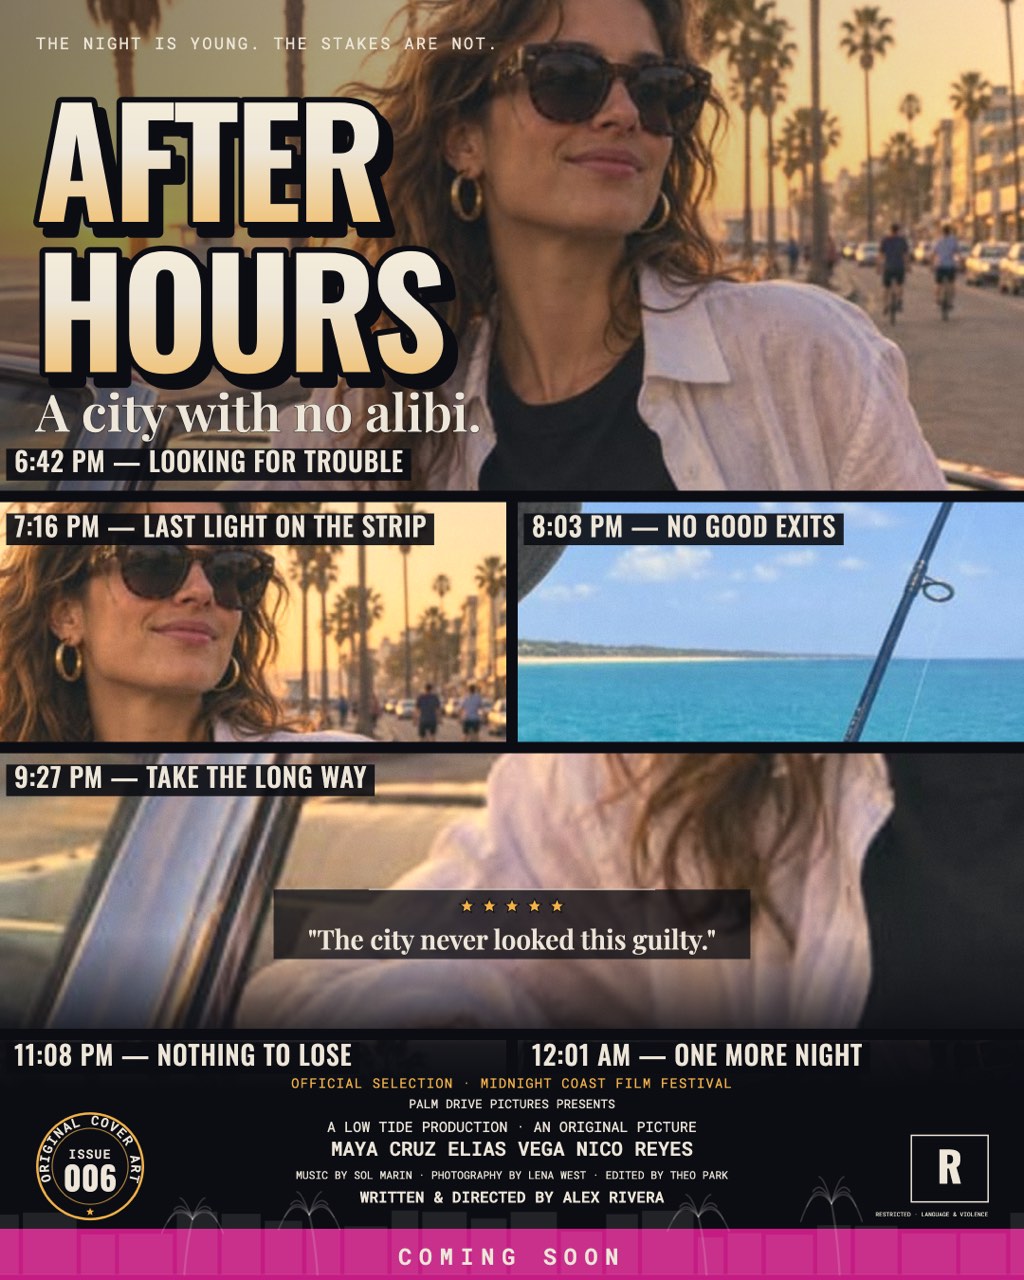 THE NIGHT IS YOUNG. THE STAKES ARE NOT.
AFTER
HOURS
A city with no alibi.
6:42 PM — LOOKING FOR TROUBLE
7:16 PM — LAST LIGHT ON THE STRIP
8:03 PM — NO GOOD EXITS
9:27 PM — TAKE THE LONG WAY
"The city never looked this guilty."
11:08 PM — NOTHING TO LOSE
12:01 AM — ONE MORE NIGHT
OFFICIAL SELECTION · MIDNIGHT COAST FILM FESTIVAL
PALM DRIVE PICTURES PRESENTS
A LOW TIDE PRODUCTION · AN ORIGINAL PICTURE
MAYA CRUZ ELIAS VEGA NICO REYES
MUSIC BY SOL MARIN · PHOTOGRAPHY BY LENA WEST · EDITED BY THEO PARK
WRITTEN & DIRECTED BY ALEX RIVERA
ORIGINAL COVER ART
ISSUE
006
R
RESTRICTED · LANGUAGE & VIOLENCE
COMING SOON